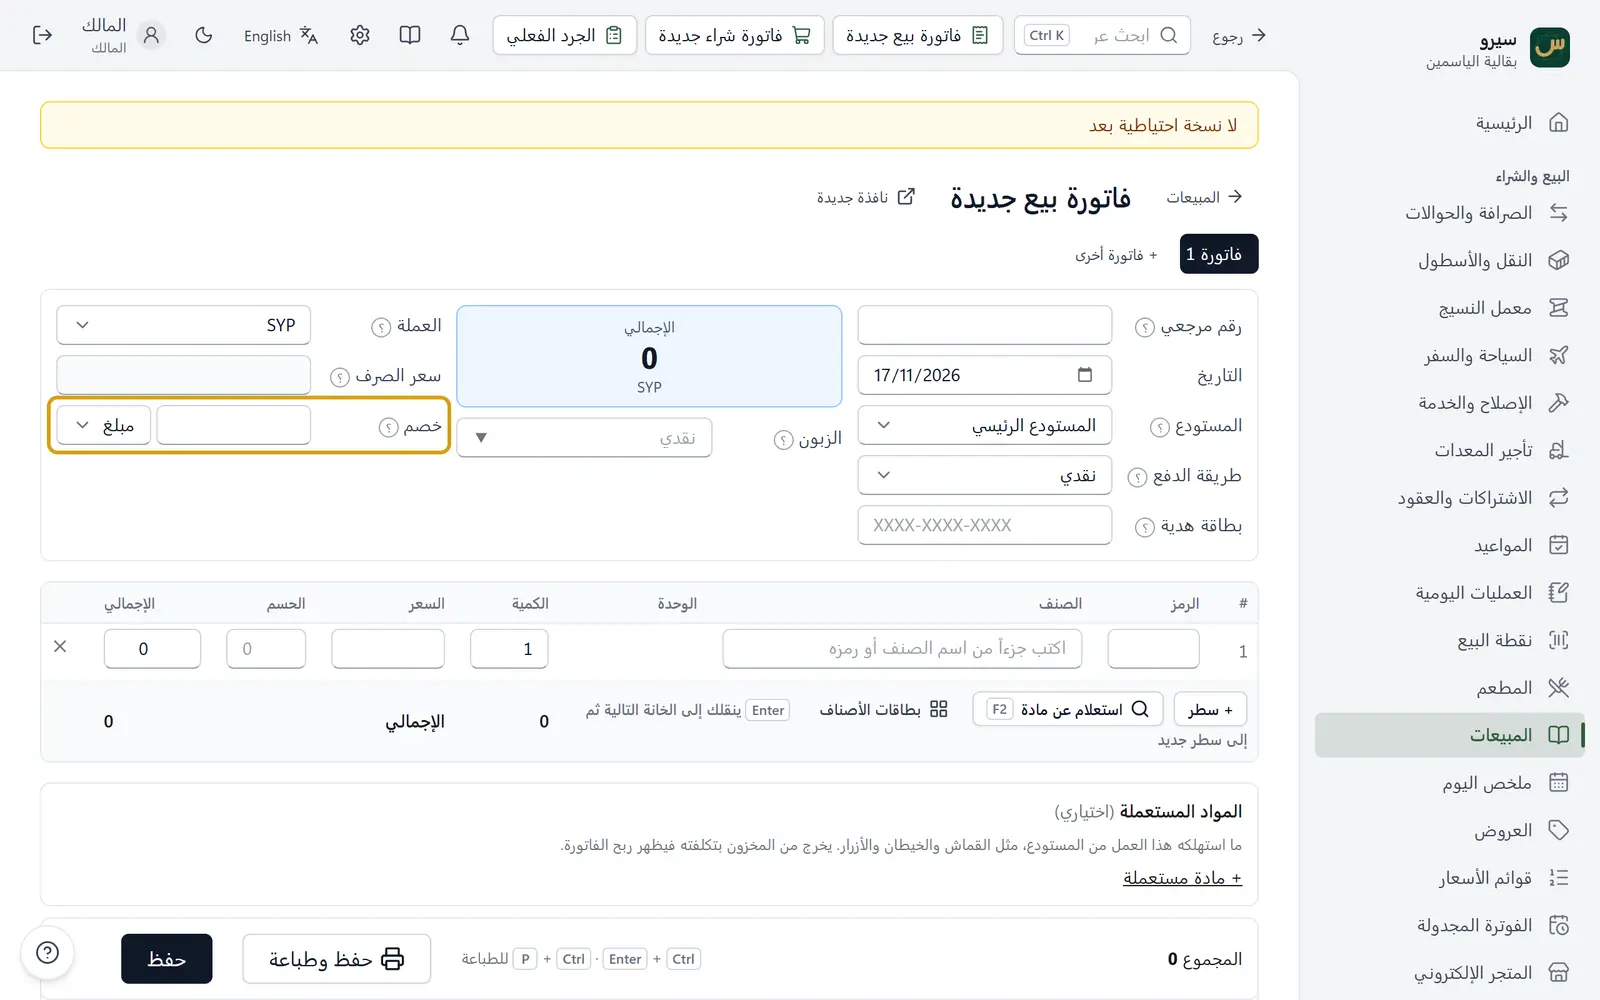 سيرو
بقالية الياسمين
رجوع
ابحث عر
Ctrl K
فاتورة بيع جديدة
فاتورة شراء جديدة
الجرد الفعلي
English
المالك
المالك
الرئيسية
البيع والشراء
الصرافة والحوالات
النقل والأسطول
معمل النسيج
السياحة والسفر
الإصلاح والخدمة
تأجير المعدات
الاشتراكات والعقود
المواعيد
العمليات اليومية
نقطة البيع
المطعم
المبيعات
ملخص اليوم
العروض
قوائم الأسعار
الفوترة المجدولة
المتجر الإلكتروني
لا نسخة احتياطية بعد
المبيعات
فاتورة بيع جديدة
نافذة جديدة
فاتورة 1
+ فاتورة أخرى
رقم مرجعي ؟
التاريخ 17/11/2026
المستودع ؟ المستودع الرئيسي
طريقة الدفع ؟ نقدي
بطاقة هدية ؟ XXXX-XXXX-XXXX
الإجمالي
0
SYP
الزبون ؟ نقدي
العملة ؟ SYP
سعر الصرف ؟
خصم ؟ مبلغ
# الرمز الصنف الوحدة الكمية السعر الحسم الإجمالي
1 اكتب جزءاً من اسم الصنف أو رمزه 1 0 0
+ سطر استعلام عن مادة F2 بطاقات الأصناف Enter ينقلك إلى الخانة التالية ثم
إلى سطر جديد
0 الإجمالي 0
المواد المستعملة (اختياري)
ما استهلكه هذا العمل من المستودع، مثل القماش والخيطان والأزرار. يخرج من المخزون بتكلفته فيظهر ربح الفاتورة.
+ مادة مستعملة
المجموع 0
Ctrl + Enter · Ctrl + P للطباعة
حفظ وطباعة
حفظ